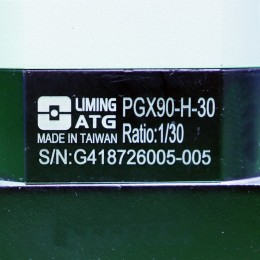 LIMING PGX90-H-30
ATG
MADE IN TAIWAN Ratio:1/30
S/N:G418726005-005